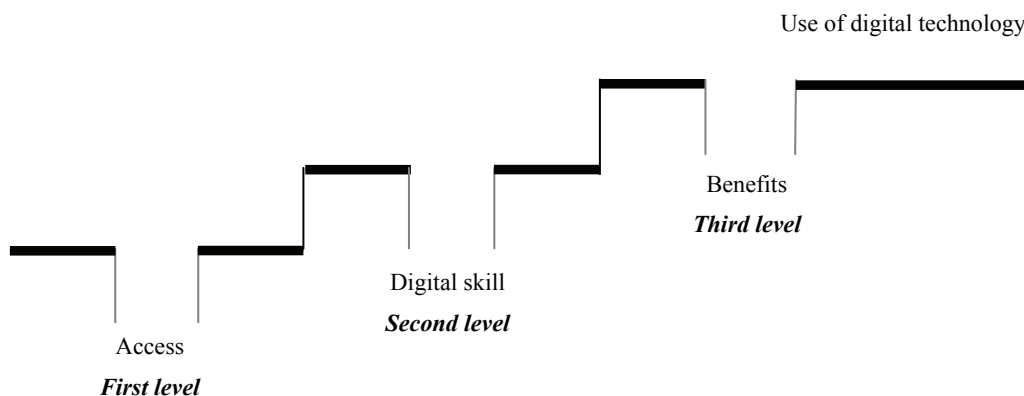 Use of digital technology
Benefits
Third level
Digital skill
Second level
Access
First level